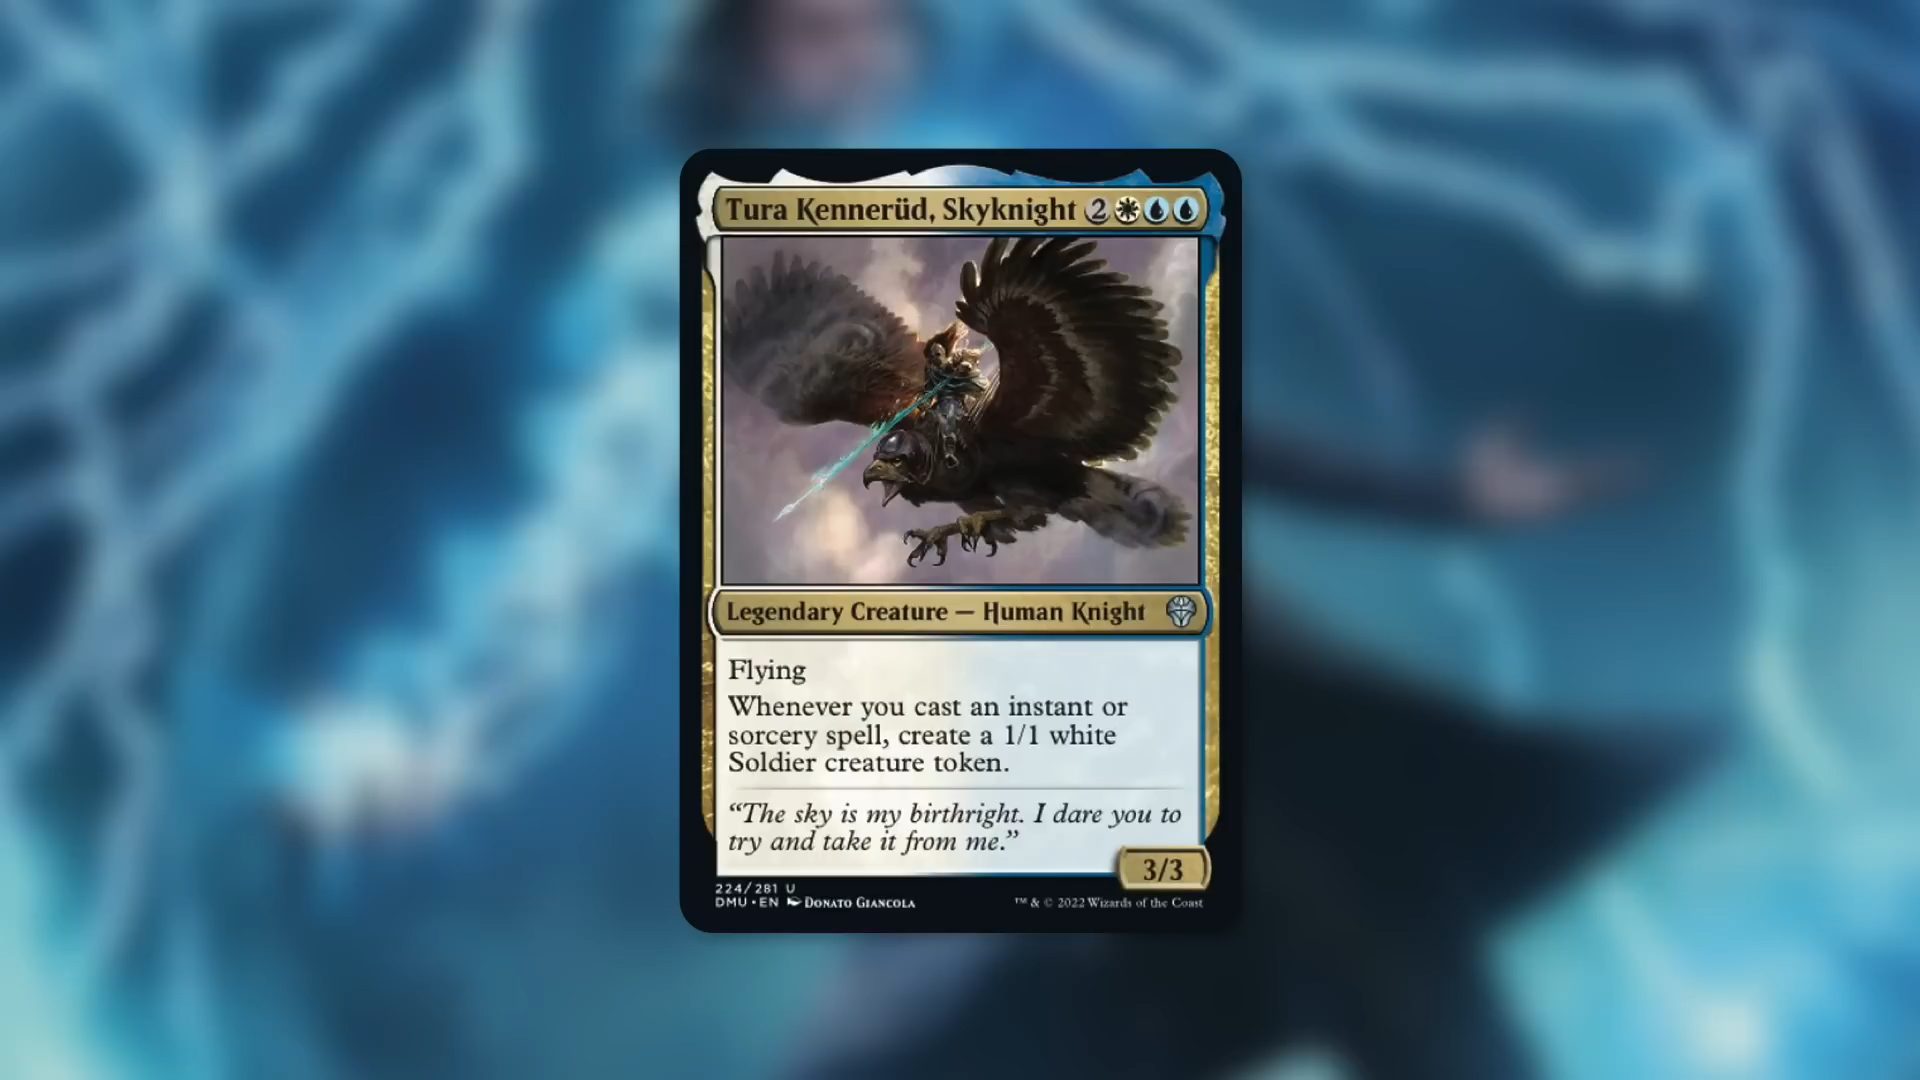 Tura Kennerüd, Skyknight 2
Legendary Creature — Human Knight
Flying
Whenever you cast an instant or
sorcery spell, create a 1/1 white
Soldier creature token.
“The sky is my birthright. I dare you to
try and take it from me.”
3/3
224/281 U
DMU • EN Donato Giancola
™ & © 2022 Wizards of the Coast